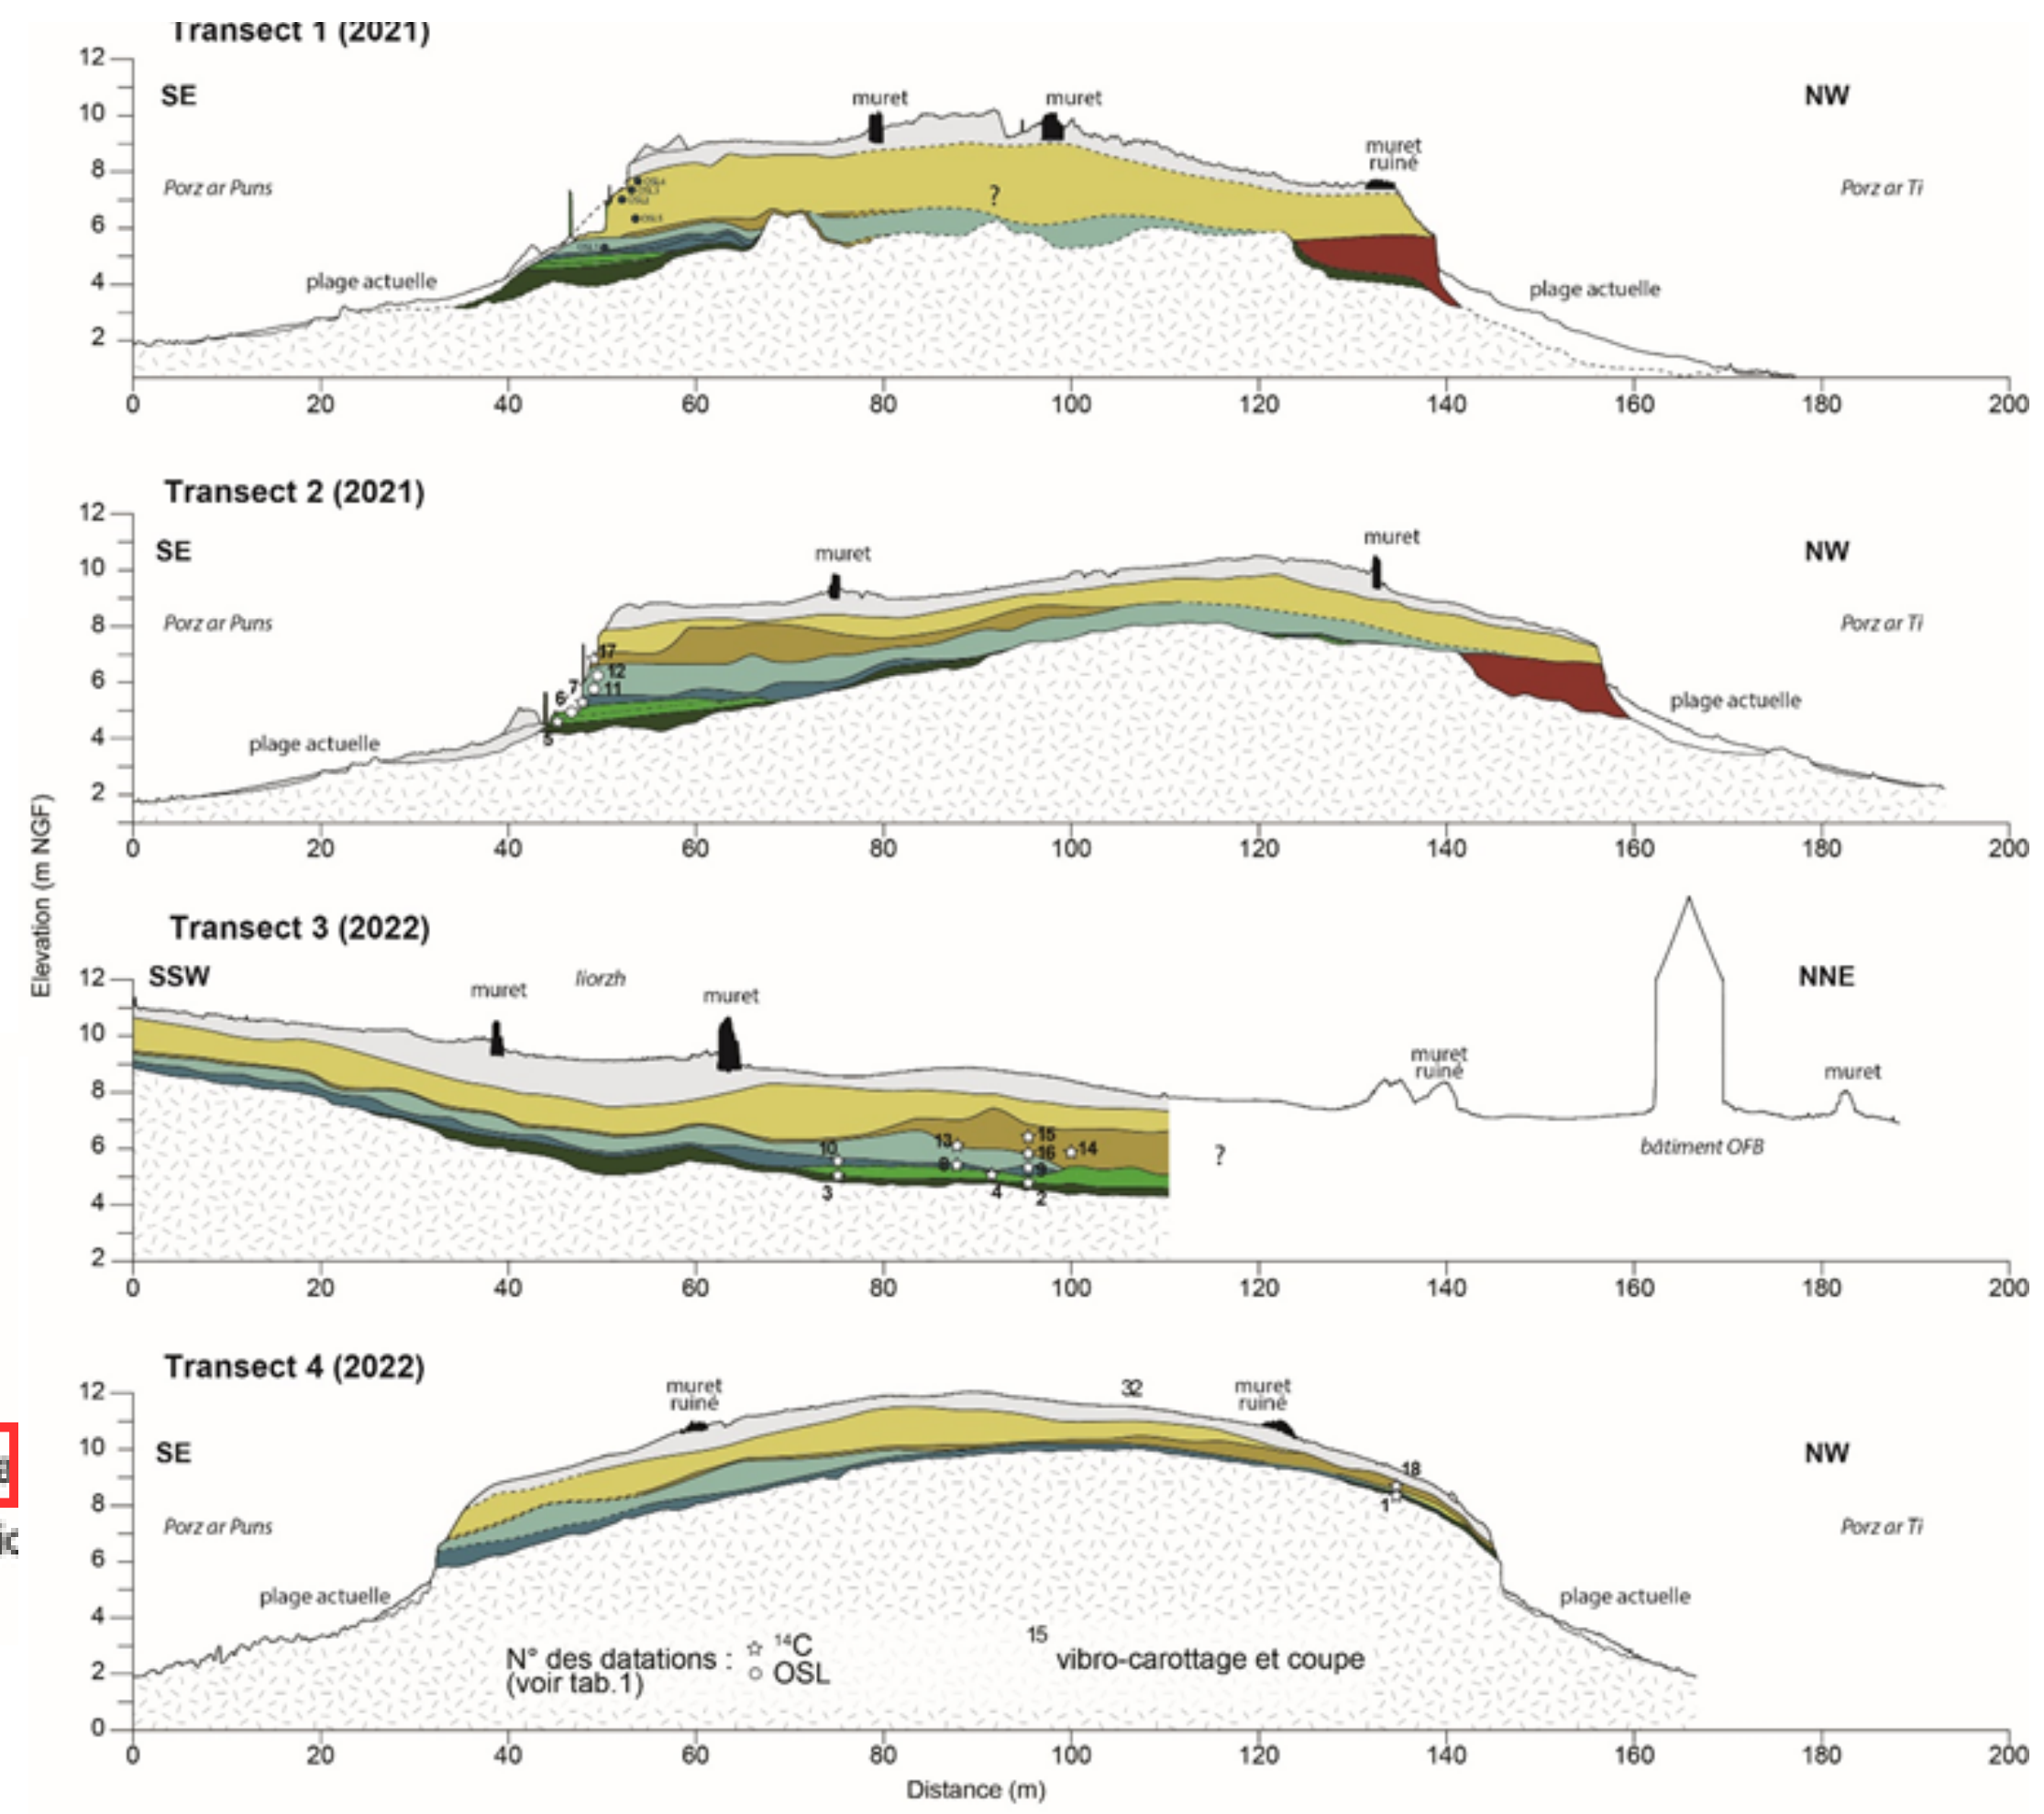 Transect 1 (2021)
12
SE
muret
muret
NW
10
muret
ruiné
8
Porz ar Puns
?
Porz ar Ti
6
plage actuelle
plage actuelle
4
2
0 20 40 60 80 100 120 140 160 180 200
Transect 2 (2021)
12
SE
muret
muret
NW
10
8
Porz ar Puns
Porz ar Ti
17
12
6
7
11
6
plage actuelle
5
plage actuelle
4
2
0 20 40 60 80 100 120 140 160 180 200
Elevation (m NGF)
Transect 3 (2022)
12
SSW
muret
liorzh
muret
NNE
10
muret
ruiné
muret
8
6
10
13
8
15
16
14
9
?
bâtiment OFB
3
4
2
4
2
0 20 40 60 80 100 120 140 160 180 200
Transect 4 (2022)
12
muret
ruiné
32
muret
ruiné
10
SE
NW
18
1
8
Porz ar Puns
Porz ar Ti
6
plage actuelle
plage actuelle
4
N° des datations :
(voir tab.1)
14C
OSL
15
vibro-carottage et coupe
2
0
0 20 40 60 80 100 120 140 160 180 200
Distance (m)